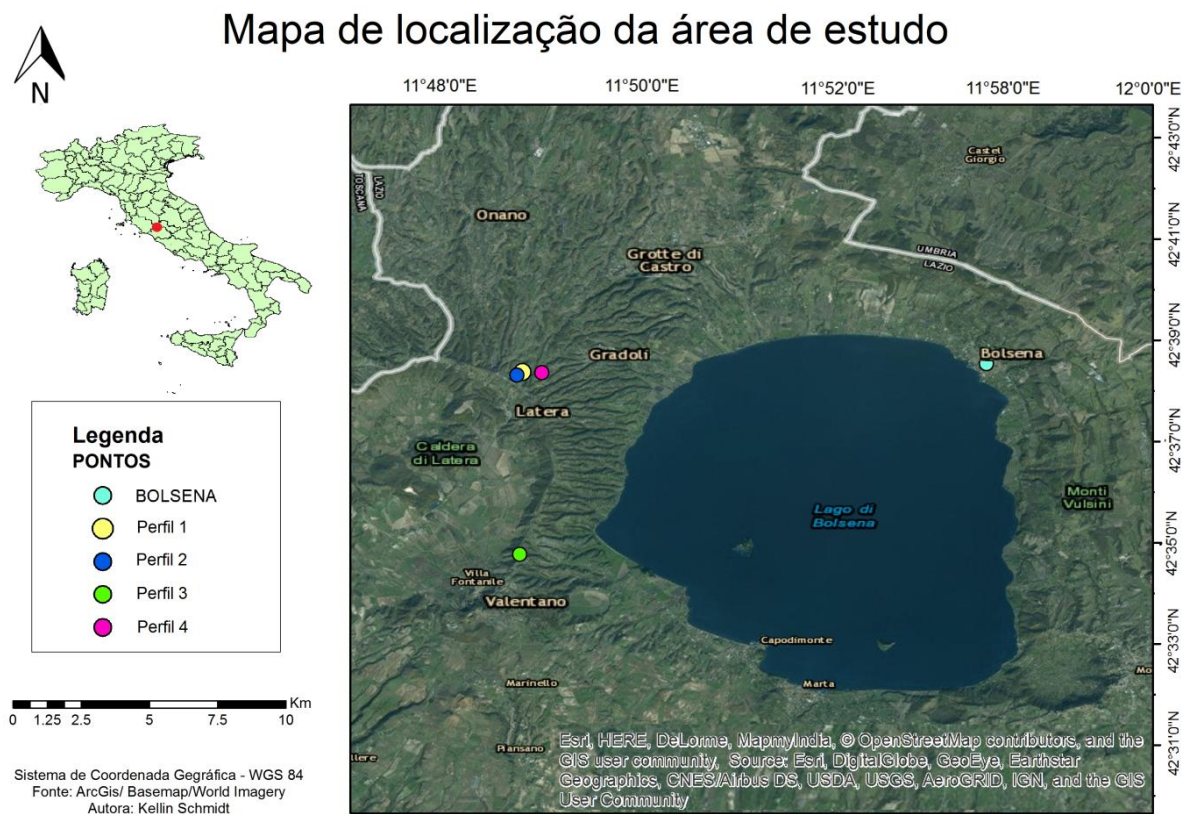 Mapa de localização da área de estudo
N
11°48'0"E 11°50'0"E 11°52'0"E 11°58'0"E 12°0'0"E
42°43'0"N
42°41'0"N
42°39'0"N
42°37'0"N
42°35'0"N
42°33'0"N
42°31'0"N
TOSCANA
LAZIO
Castel
Giorgio
Onano
Grotte di
Castro
UMBRIA
LAZIO
Gradoli
Bolsena
Latera
Caldera
di Latera
Monti
Vulsini
Lago di
Bolsena
Villa
Fontanile
Valentano
Capodimonte
Marinello
Marta
Mo
Piansano
llere
Esri, HERE, DeLorme, MapmyIndia, © OpenStreetMap contributors, and the
GIS user community, Source: Esri, DigitalGlobe, GeoEye, Earthstar
Geographics, CNES/Airbus DS, USDA, USGS, AeroGRID, IGN, and the GIS
User Community
Legenda
PONTOS
BOLSENA
Perfil 1
Perfil 2
Perfil 3
Perfil 4
Km
0 1.25 2.5 5 7.5 10
Sistema de Coordenada Gegráfica - WGS 84
Fonte: ArcGis/ Basemap/World Imagery
Autora: Kellin Schmidt